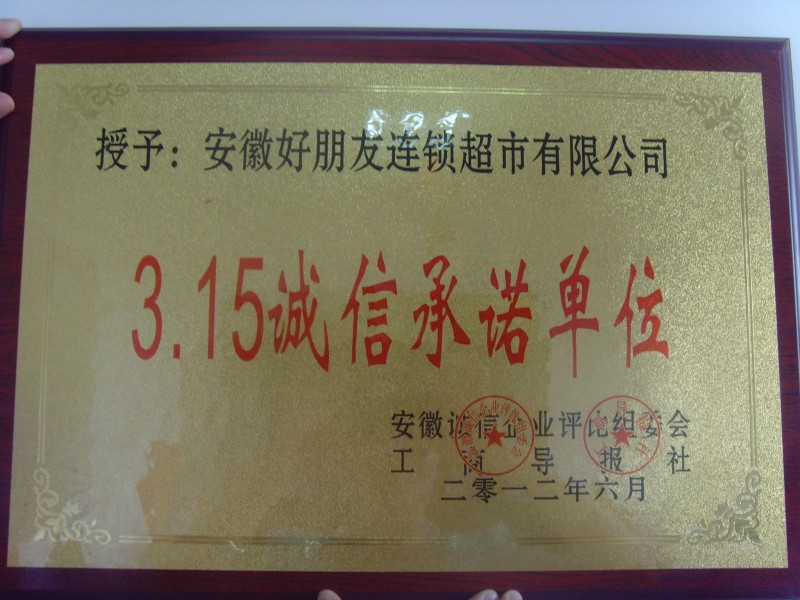 授予：安徽好朋友连锁超市有限公司
3.15诚信承诺单位
安徽诚信企业评比组委会
工商导报社
二零一二年六月